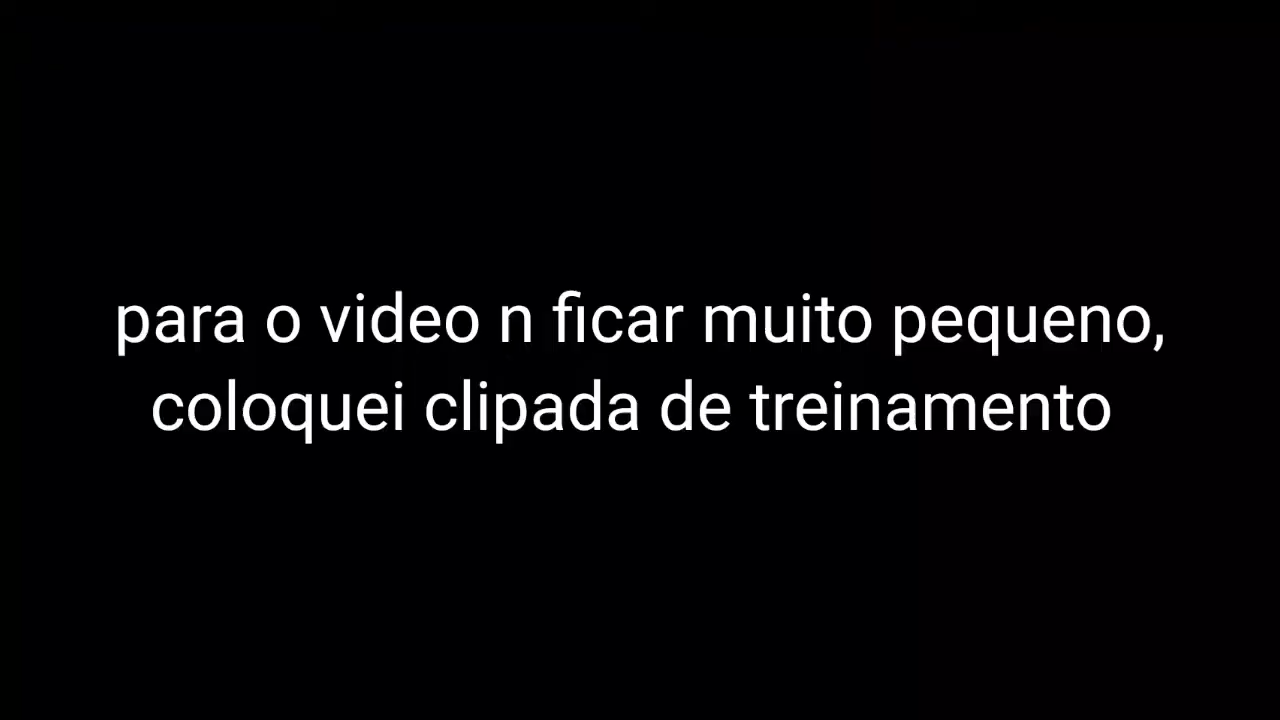 para o video n ficar muito pequeno,
coloquei clipada de treinamento